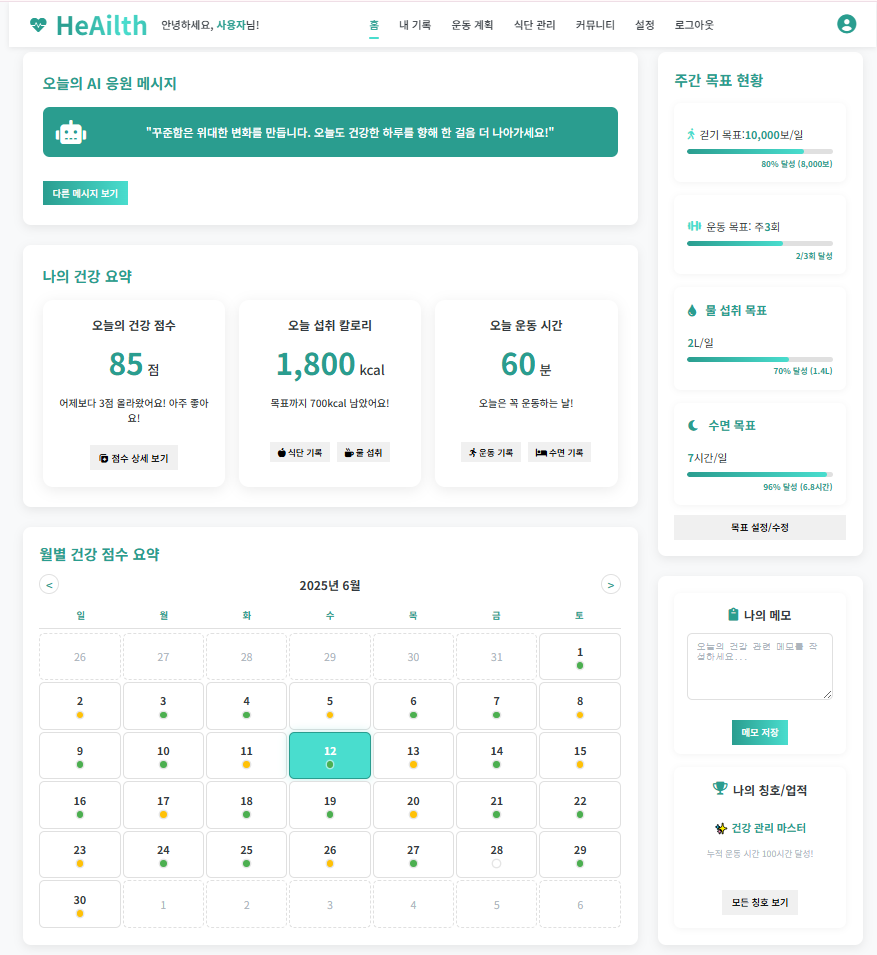 HeAilth 안녕하세요, 사용자님! 홈 내 기록 운동 계획 식단 관리 커뮤니티 설정 로그아웃
오늘의 AI 응원 메시지
"꾸준함은 위대한 변화를 만듭니다. 오늘도 건강한 하루를 향해 한 걸음 더 나아가세요!"
다른 메시지 보기
나의 건강 요약
오늘의 건강 점수
85 점
어제보다 3점 올라왔어요! 아주 좋아
요!
점수 상세 보기
오늘 섭취 칼로리
1,800 kcal
목표까지 700kcal 남았어요!
식단 기록 물 섭취
오늘 운동 시간
60 분
오늘은 꼭 운동하는 날!
운동 기록 수면 기록
월별 건강 점수 요약
< 2025년 6월 >
일 월 화 수 목 금 토
26 27 28 29 30 31 1
2 3 4 5 6 7 8
9 10 11 12 13 14 15
16 17 18 19 20 21 22
23 24 25 26 27 28 29
30 1 2 3 4 5 6
주간 목표 현황
걷기 목표:10,000보/일
80% 달성 (8,000보)
운동 목표: 주3회
2/3회 달성
물 섭취 목표
2L/일
70% 달성 (1.4L)
수면 목표
7시간/일
96% 달성 (6.8시간)
목표 설정/수정
나의 메모
오늘의 건강 관련 메모를 작
성하세요...
메모 저장
나의 칭호/업적
건강 관리 마스터
누적 운동 시간 100시간 달성!
모든 칭호 보기